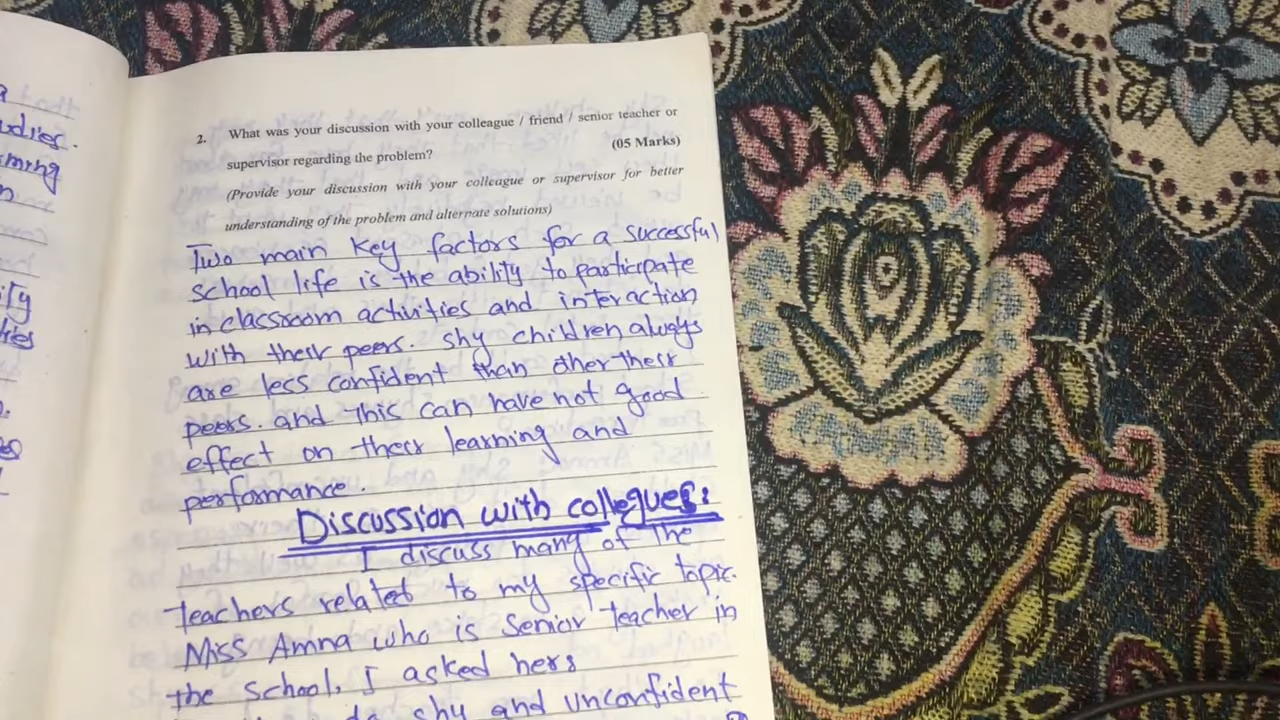 2. What was your discussion with your colleague / friend / senior teacher or
supervisor regarding the problem? (05 Marks)
(Provide your discussion with your colleague or supervisor for better
understanding of the problem and alternate solutions)
Two main key factors for a successful
school life is the ability to participate
in classroom activities and interaction
with their peers. shy children always
are less confident than other their
peers. and this can have not good
effect on their learning and
performance.
Discussion with collegues:
I discuss many of the
teachers related to my specific topic.
Miss Amna who is senior teacher in
the school. I asked her:
shy and unconfident